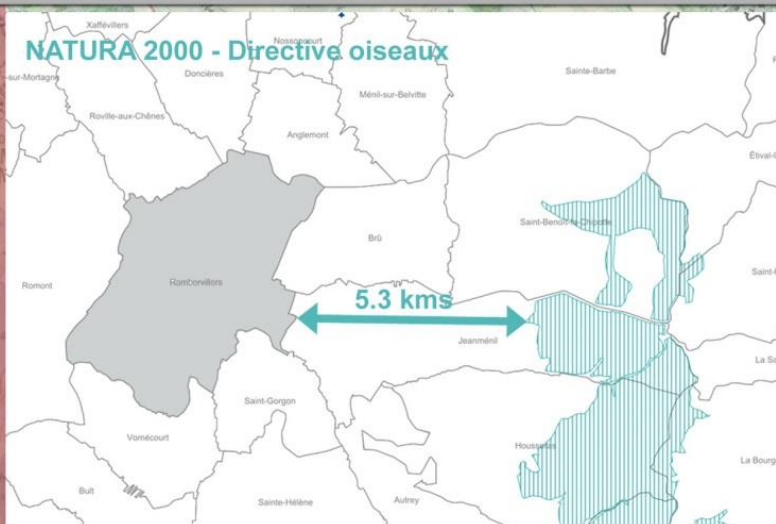 Xaffévillers
NATURA 2000 - Directive oiseaux
Nossoncourt
-sur-Mortagne
Doncières
Sainte-Barbe
Ménil-sur-Belvitte
Roville-aux-Chênes
Anglemont
Saint-Benoît-la-Chipotte
Brû
Romont
Rambervillers
5.3 kms
Jeanménil
Saint-Gorgon
Vomécourt
Housseras
La Bourg
Bult
Sainte-Hélène
Autrey